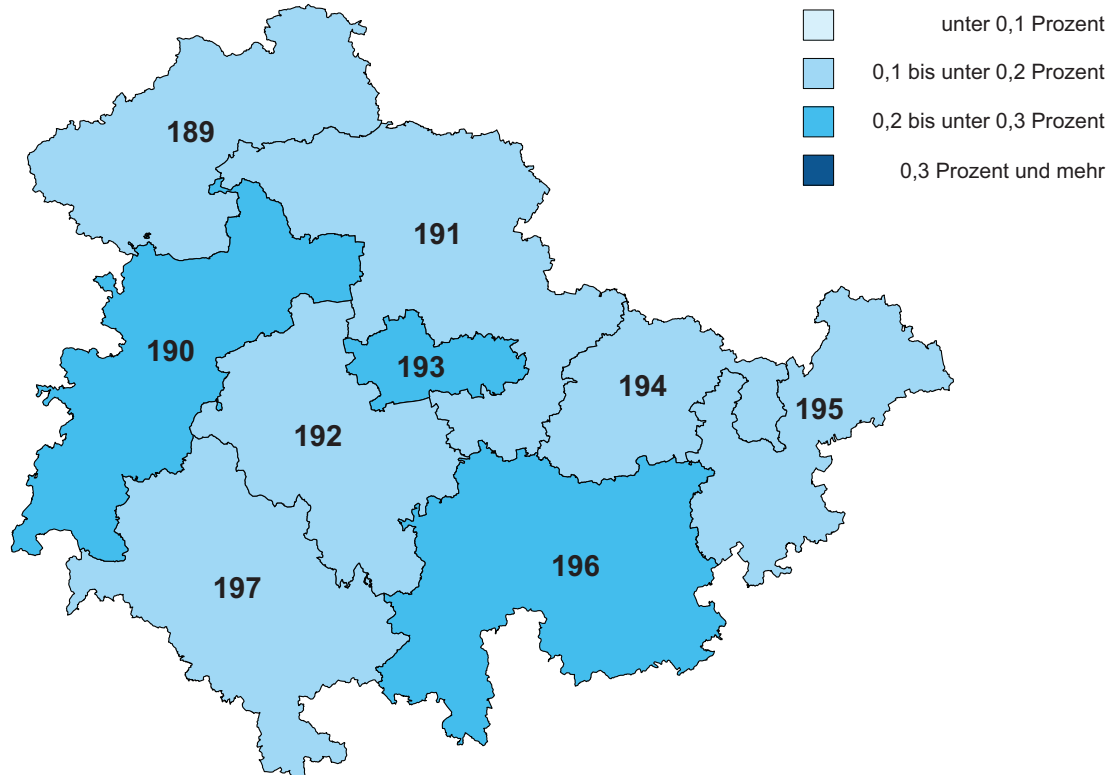 unter 0,1 Prozent
0,1 bis unter 0,2 Prozent
0,2 bis unter 0,3 Prozent
0,3 Prozent und mehr
189
191
190
193
194
195
192
196
197